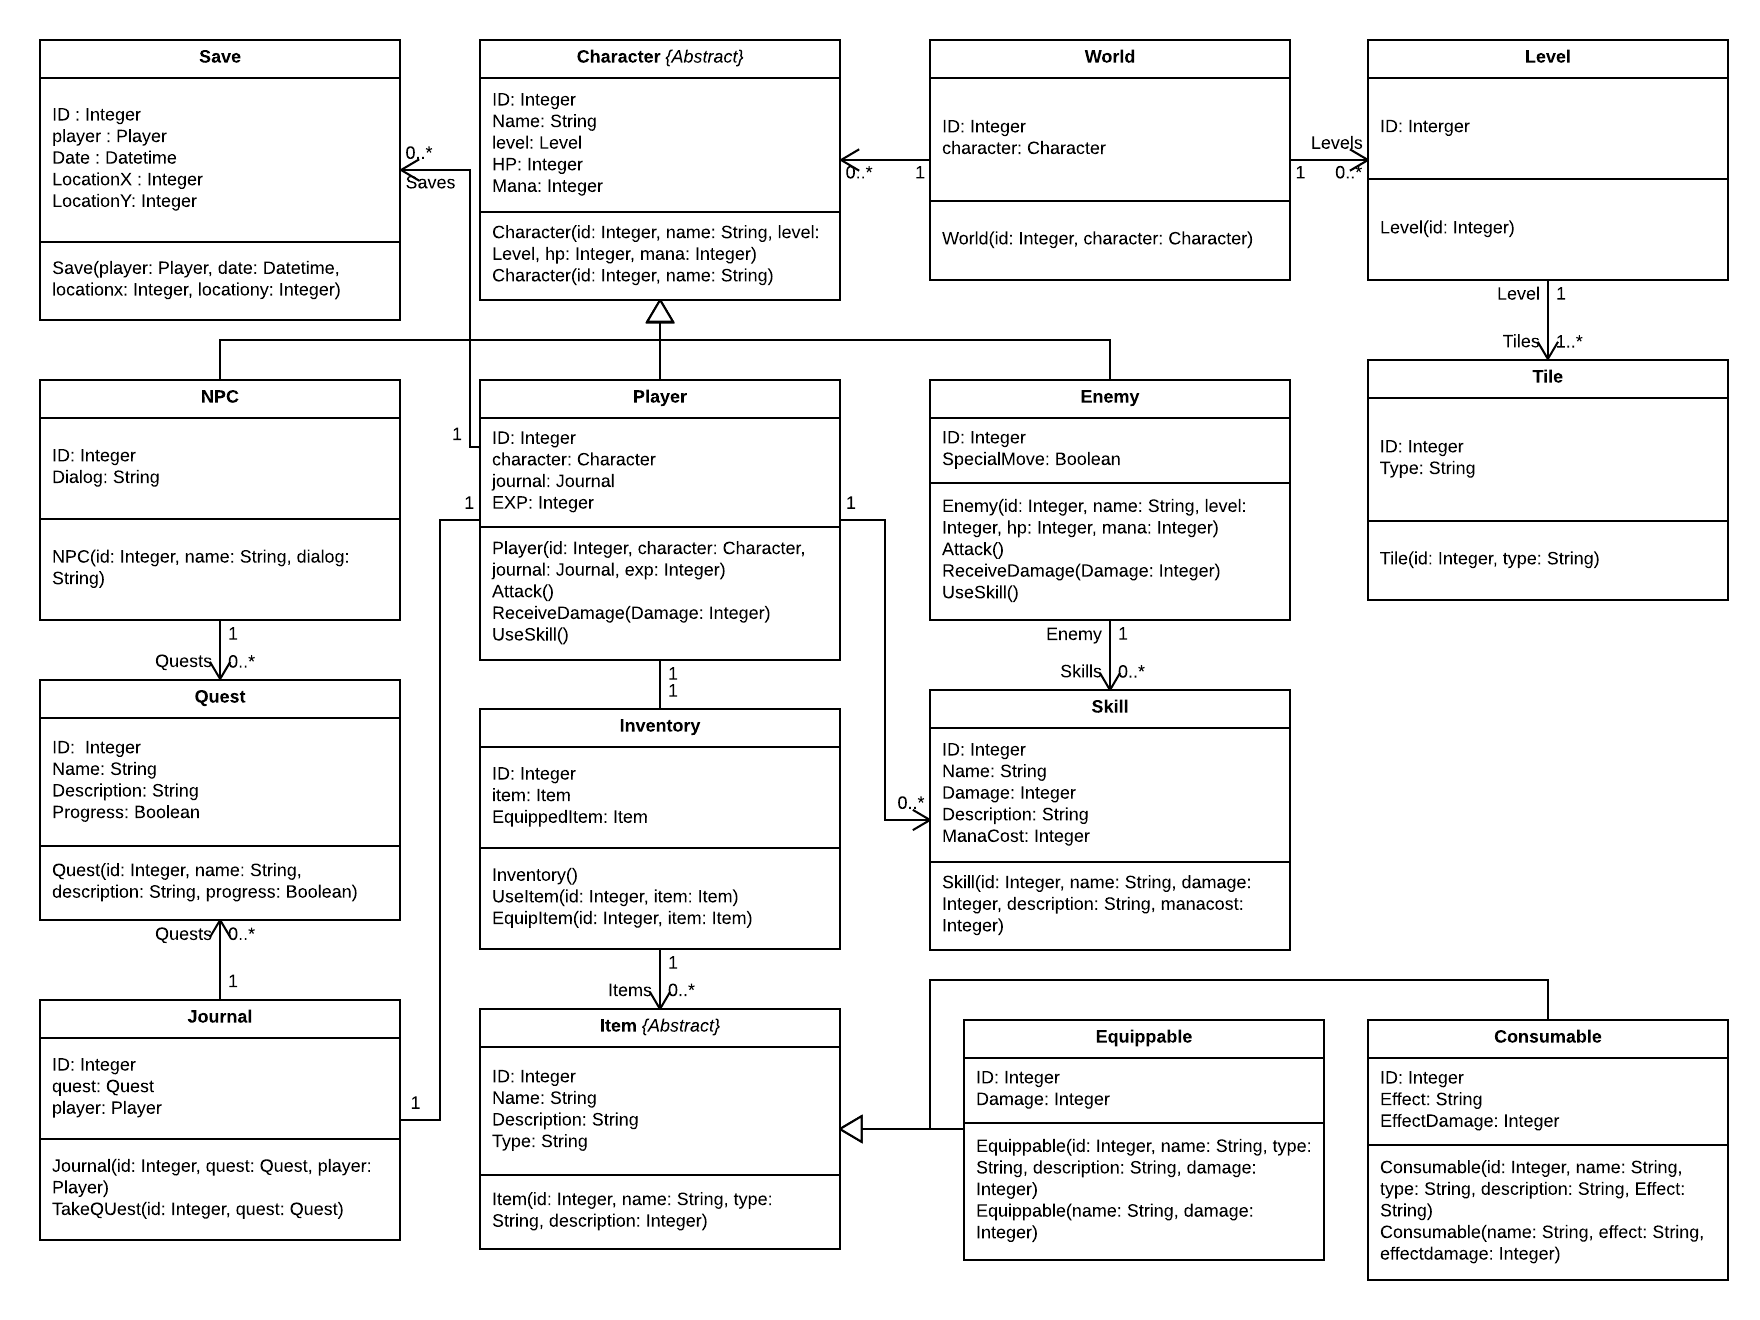 Save
ID : Integer
player : Player
Date : Datetime
LocationX : Integer
LocationY: Integer
Save(player: Player, date: Datetime,
locationx: Integer, locationy: Integer)
0..*
Saves
Character {Abstract}
ID: Integer
Name: String
level: Level
HP: Integer
Mana: Integer
Character(id: Integer, name: String, level:
Level, hp: Integer, mana: Integer)
Character(id: Integer, name: String)
0..*
1
World
ID: Integer
character: Character
World(id: Integer, character: Character)
Levels
1
0..*
Level
ID: Interger
Level(id: Integer)
Level
1
Tiles
1..*
NPC
ID: Integer
Dialog: String
NPC(id: Integer, name: String, dialog:
String)
1
Quests
0..*
1
1
Player
ID: Integer
character: Character
journal: Journal
EXP: Integer
Player(id: Integer, character: Character,
journal: Journal, exp: Integer)
Attack()
ReceiveDamage(Damage: Integer)
UseSkill()
1
1
1
Enemy
ID: Integer
SpecialMove: Boolean
Enemy(id: Integer, name: String, level:
Integer, hp: Integer, mana: Integer)
Attack()
ReceiveDamage(Damage: Integer)
UseSkill()
Enemy
1
Skills
0..*
Tile
ID: Integer
Type: String
Tile(id: Integer, type: String)
Quest
ID:  Integer
Name: String
Description: String
Progress: Boolean
Quest(id: Integer, name: String,
description: String, progress: Boolean)
Quests
0..*
1
Inventory
ID: Integer
item: Item
EquippedItem: Item
Inventory()
UseItem(id: Integer, item: Item)
EquipItem(id: Integer, item: Item)
1
Items
0..*
0..*
Skill
ID: Integer
Name: String
Damage: Integer
Description: String
ManaCost: Integer
Skill(id: Integer, name: String, damage:
Integer, description: String, manacost:
Integer)
Journal
ID: Integer
quest: Quest
player: Player
Journal(id: Integer, quest: Quest, player:
Player)
TakeQUest(id: Integer, quest: Quest)
1
Item {Abstract}
ID: Integer
Name: String
Description: String
Type: String
Item(id: Integer, name: String, type:
String, description: Integer)
Equippable
ID: Integer
Damage: Integer
Equippable(id: Integer, name: String, type:
String, description: String, damage:
Integer)
Equippable(name: String, damage:
Integer)
Consumable
ID: Integer
Effect: String
EffectDamage: Integer
Consumable(id: Integer, name: String,
type: String, description: String, Effect:
String)
Consumable(name: String, effect: String,
effectdamage: Integer)